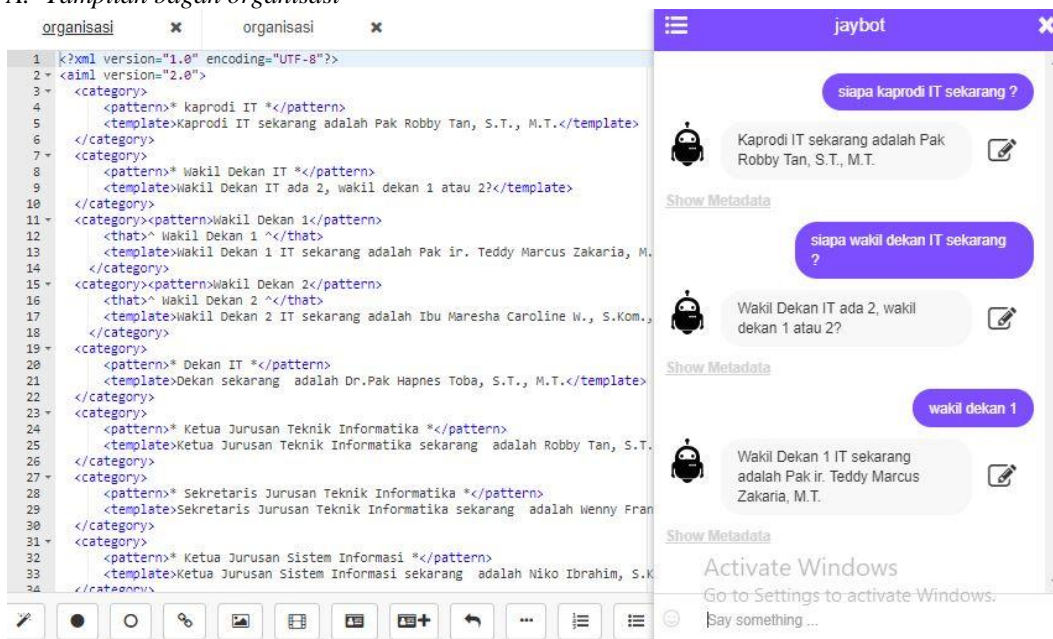 A. Tampilan bagan organisasi
organisasi
organisasi
1 <?xml version="1.0" encoding="UTF-8"?>
2 <aiml version="2.0">
3 <category>
4 <pattern>* kaprodi IT *</pattern>
5 <template>Kaprodi IT sekarang adalah Pak Robby Tan, S.T., M.T.</template>
6 </category>
7 <category>
8 <pattern>* Wakil Dekan IT *</pattern>
9 <template>Wakil Dekan IT ada 2, wakil dekan 1 atau 2?</template>
10 </category>
11 <category><pattern>Wakil Dekan 1</pattern>
12 <that>^ Wakil Dekan 1 ^</that>
13 <template>Wakil Dekan 1 IT sekarang adalah Pak ir. Teddy Marcus Zakaria, M.
14 </category>
15 <category><pattern>Wakil Dekan 2</pattern>
16 <that>^ Wakil Dekan 2 ^</that>
17 <template>Wakil Dekan 2 IT sekarang adalah Ibu Maresha Caroline W., S.Kom.,
18 </category>
19 <category>
20 <pattern>* Dekan IT *</pattern>
21 <template>Dekan sekarang adalah Dr.Pak Hapnes Toba, S.T., M.T.</template>
22 </category>
23 <category>
24 <pattern>* Ketua Jurusan Teknik Informatika *</pattern>
25 <template>Ketua Jurusan Teknik Informatika sekarang adalah Robby Tan, S.T.
26 </category>
27 <category>
28 <pattern>* Sekretaris Jurusan Teknik Informatika *</pattern>
29 <template>Sekretaris Jurusan Teknik Informatika sekarang adalah Wenny Fran
30 </category>
31 <category>
32 <pattern>* Ketua Jurusan Sistem Informasi *</pattern>
33 <template>Ketua Jurusan Sistem Informasi sekarang adalah Niko Ibrahim, S.K
34 </category>
jaybot
siapa kaprodi IT sekarang ?
Kaprodi IT sekarang adalah Pak
Robby Tan, S.T., M.T.
Show Metadata
siapa wakil dekan IT sekarang
?
Wakil Dekan IT ada 2, wakil
dekan 1 atau 2?
Show Metadata
wakil dekan 1
Wakil Dekan 1 IT sekarang
adalah Pak ir. Teddy Marcus
Zakaria, M.T.
Show Metadata
Activate Windows
Go to Settings to activate Windows.
Say something ...